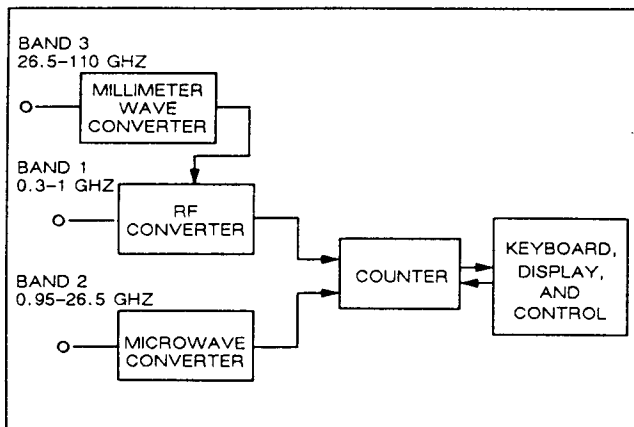 BAND 3
26.5–110 GHZ
MILLIMETER
WAVE
CONVERTER
BAND 1
0.3–1 GHZ
RF
CONVERTER
BAND 2
0.95–26.5 GHZ
MICROWAVE
CONVERTER
COUNTER
KEYBOARD,
DISPLAY,
AND
CONTROL